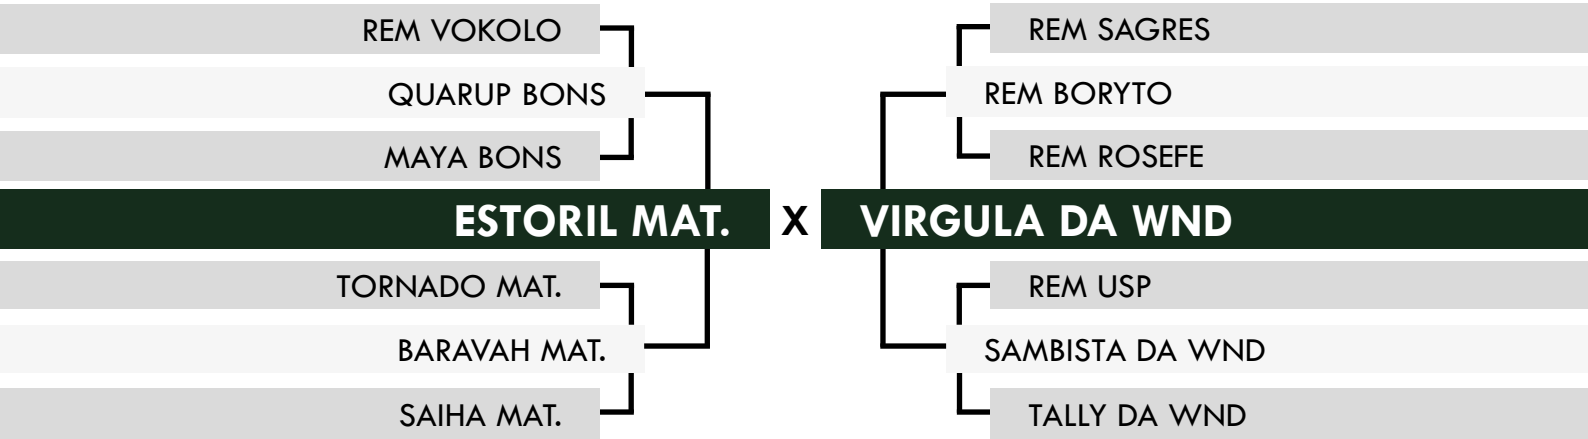 REM VOKOLO
QUARUP BONS
MAYA BONS
ESTORIL MAT.
TORNADO MAT.
BARAVAH MAT.
SAIHA MAT.
X
REM SAGRES
REM BORYTO
REM ROSEFE
VIRGULA DA WND
REM USP
SAMBISTA DA WND
TALLY DA WND